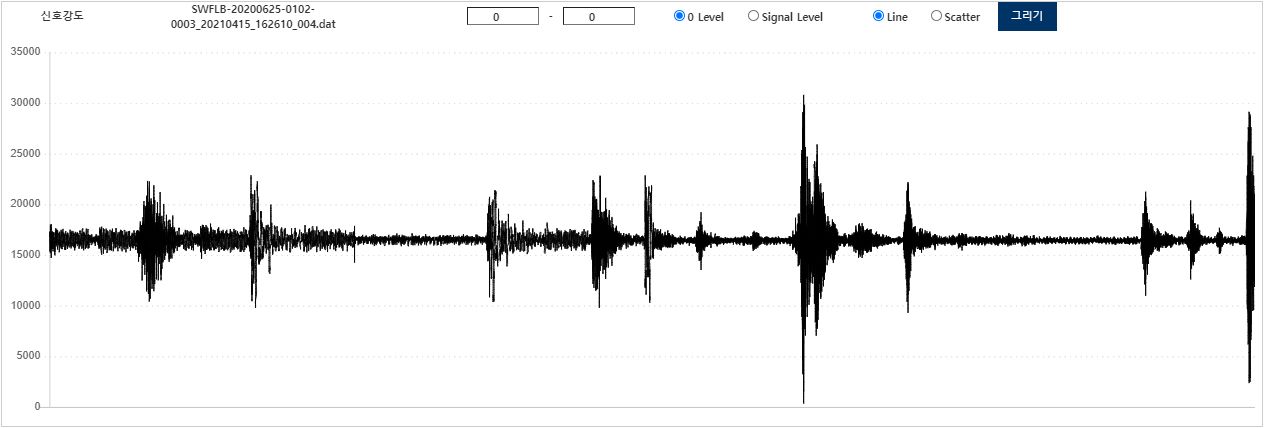 신호강도
SWFLB-20200625-0102-
0003_20210415_162610_004.dat
0 - 0
0 Level Signal Level
Line Scatter
그리기
35000
30000
25000
20000
15000
10000
5000
0